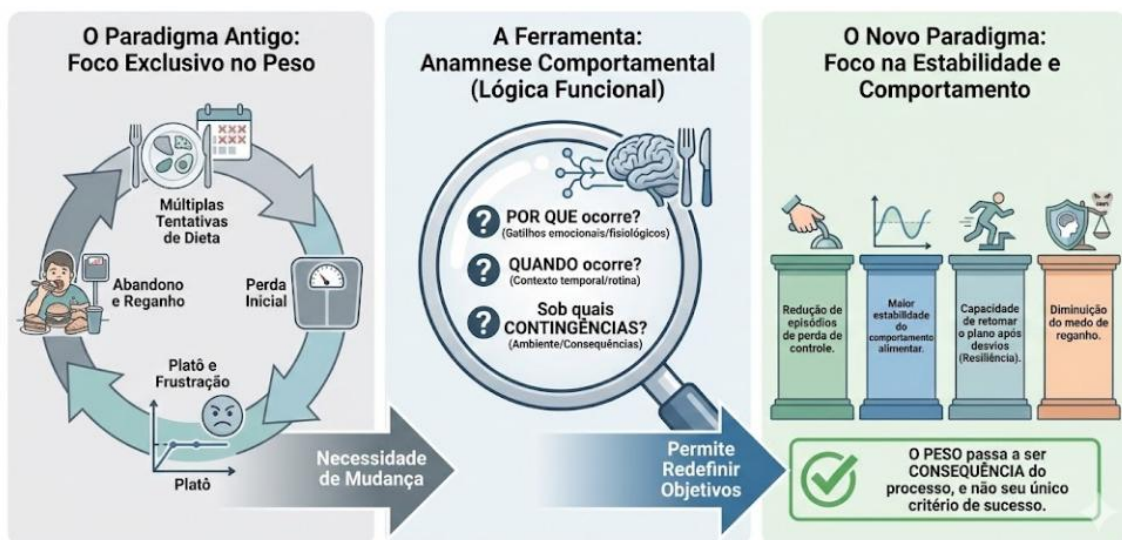 O Paradigma Antigo:
Foco Exclusivo no Peso
Múltiplas
Tentativas
de Dieta
Perda
Inicial
Platô e
Frustração
Platô
Abandono
e Reganho
Necessidade
de Mudança
A Ferramenta:
Anamnese Comportamental
(Lógica Funcional)
? POR QUE ocorre?
(Gatilhos emocionais/fisiológicos)
? QUANDO ocorre?
(Contexto temporal/rotina)
? Sob quais
CONTINGÊNCIAS?
(Ambiente/Consequências)
Permite
Redefinir
Objetivos
O Novo Paradigma:
Foco na Estabilidade e
Comportamento
Redução de
episódios
de perda de
controle.
Maior
estabilidade
do
comportamento
alimentar.
Capacidade
de retomar
o plano após
desvios
(Resiliência).
Diminuição
do medo de
reganho.
O PESO passa a ser
CONSEQUÊNCIA do
processo, e não seu único
critério de sucesso.